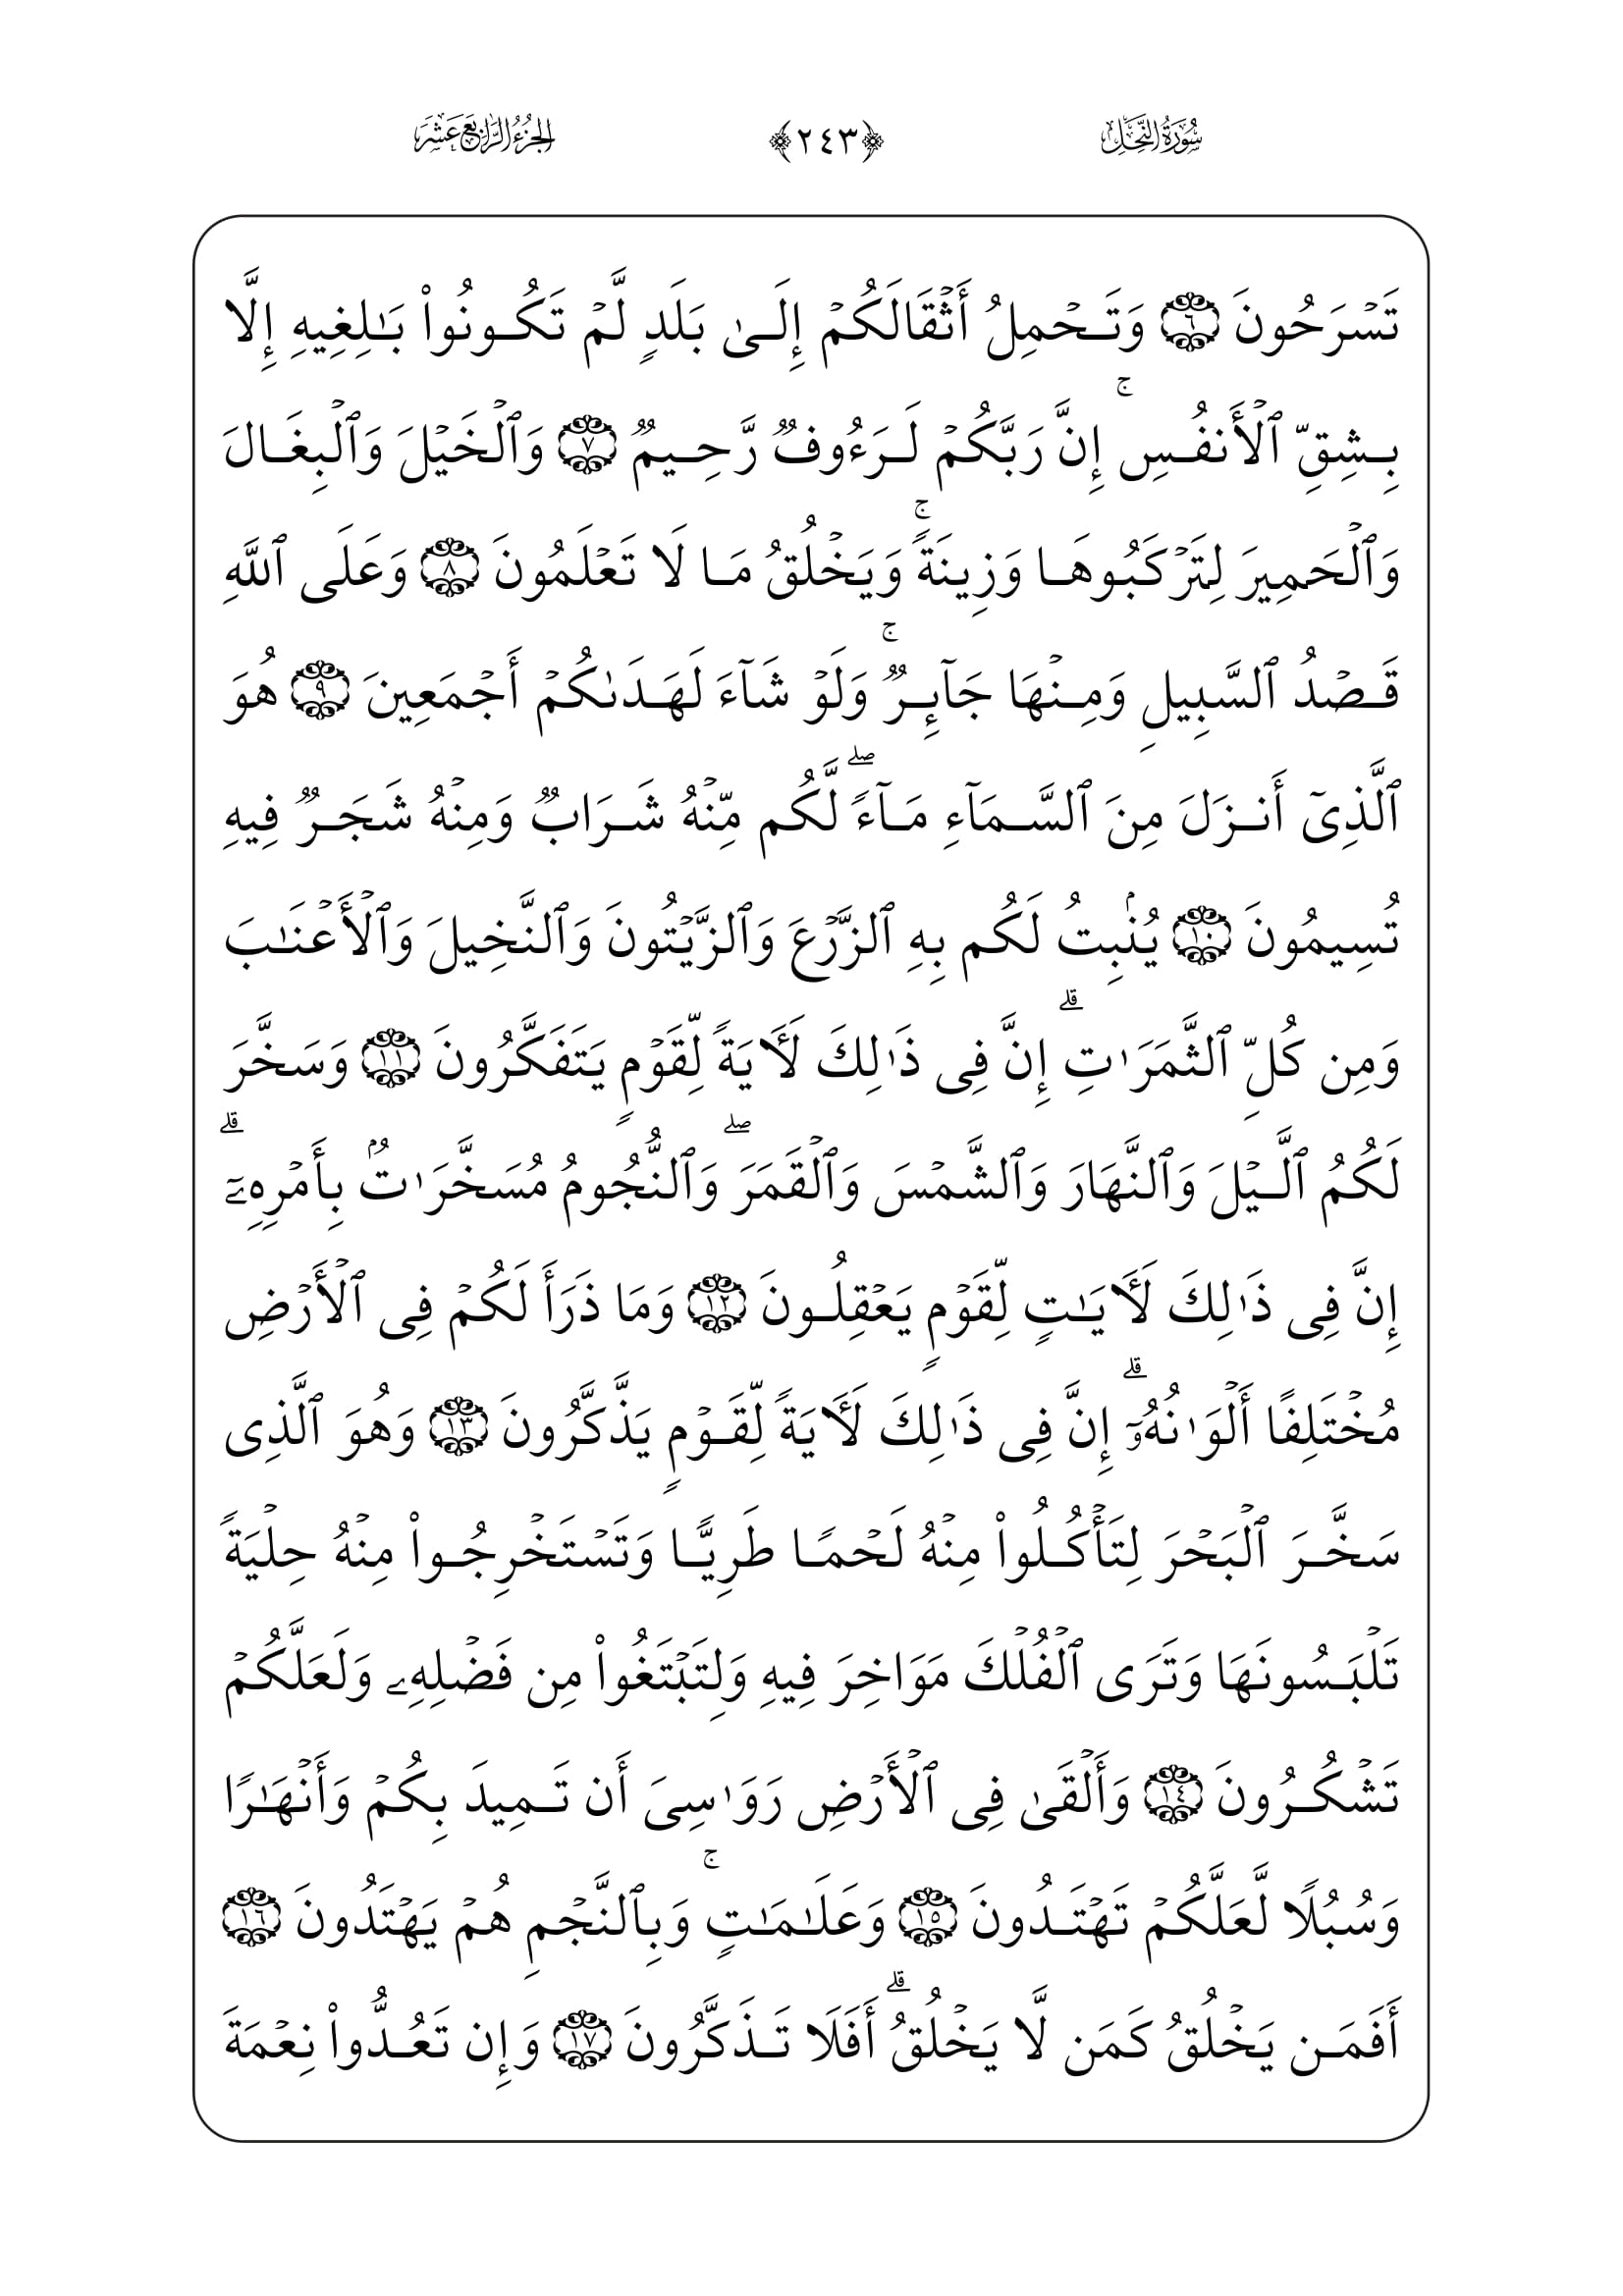 سُورَةُ النَّحۡلِ ﴿٢٤٣﴾ الجُزۡءُ الرَّابِعَ عَشَرَ
تَسۡرَحُونَ ٦ وَتَحۡمِلُ أَثۡقَالَكُمۡ إِلَىٰ بَلَدٖ لَّمۡ تَكُونُواْ بَٰلِغِيهِ إِلَّا
بِشِقِّ ٱلۡأَنفُسِۚ إِنَّ رَبَّكُمۡ لَرَءُوفٞ رَّحِيمٞ ٧ وَٱلۡخَيۡلَ وَٱلۡبِغَالَ
وَٱلۡحَمِيرَ لِتَرۡكَبُوهَا وَزِينَةٗۚ وَيَخۡلُقُ مَا لَا تَعۡلَمُونَ ٨ وَعَلَى ٱللَّهِ
قَصۡدُ ٱلسَّبِيلِ وَمِنۡهَا جَآئِرٞۚ وَلَوۡ شَآءَ لَهَدَىٰكُمۡ أَجۡمَعِينَ ٩ هُوَ
ٱلَّذِيٓ أَنزَلَ مِنَ ٱلسَّمَآءِ مَآءٗۖ لَّكُم مِّنۡهُ شَرَابٞ وَمِنۡهُ شَجَرٞ فِيهِ
تُسِيمُونَ ١٠ يُنۢبِتُ لَكُم بِهِ ٱلزَّرۡعَ وَٱلزَّيۡتُونَ وَٱلنَّخِيلَ وَٱلۡأَعۡنَٰبَ
وَمِن كُلِّ ٱلثَّمَرَٰتِۚۗ إِنَّ فِي ذَٰلِكَ لَأٓيَةٗ لِّقَوۡمٖ يَتَفَكَّرُونَ ١١ وَسَخَّرَ
لَكُمُ ٱلَّيۡلَ وَٱلنَّهَارَ وَٱلشَّمۡسَ وَٱلۡقَمَرَۖ وَٱلنُّجُومُ مُسَخَّرَٰتُۢ بِأَمۡرِهِۦٓۗ
إِنَّ فِي ذَٰلِكَ لَأٓيَٰتٖ لِّقَوۡمٖ يَعۡقِلُونَ ١٢ وَمَا ذَرَأَ لَكُمۡ فِي ٱلۡأَرۡضِ
مُخۡتَلِفًا أَلۡوَٰنُهُۥٓۗ إِنَّ فِي ذَٰلِكَ لَأٓيَةٗ لِّقَوۡمٖ يَذَّكَّرُونَ ١٣ وَهُوَ ٱلَّذِي
سَخَّرَ ٱلۡبَحۡرَ لِتَأۡكُلُواْ مِنۡهُ لَحۡمٗا طَرِيّٗا وَتَسۡتَخۡرِجُواْ مِنۡهُ حِلۡيَةٗ
تَلۡبَسُونَهَا وَتَرَى ٱلۡفُلۡكَ مَوَاخِرَ فِيهِ وَلِتَبۡتَغُواْ مِن فَضۡلِهِۦ وَلَعَلَّكُمۡ
تَشۡكُرُونَ ١٤ وَأَلۡقَىٰ فِي ٱلۡأَرۡضِ رَوَٰسِيَ أَن تَمِيدَ بِكُمۡ وَأَنۡهَٰرٗا
وَسُبُلٗا لَّعَلَّكُمۡ تَهۡتَدُونَ ١٥ وَعَلَٰمَٰتٖۚ وَبِٱلنَّجۡمِ هُمۡ يَهۡتَدُونَ ١٦
أَفَمَن يَخۡلُقُ كَمَن لَّا يَخۡلُقُۗ أَفَلَا تَذَكَّرُونَ ١٧ وَإِن تَعُدُّواْ نِعۡمَةَ